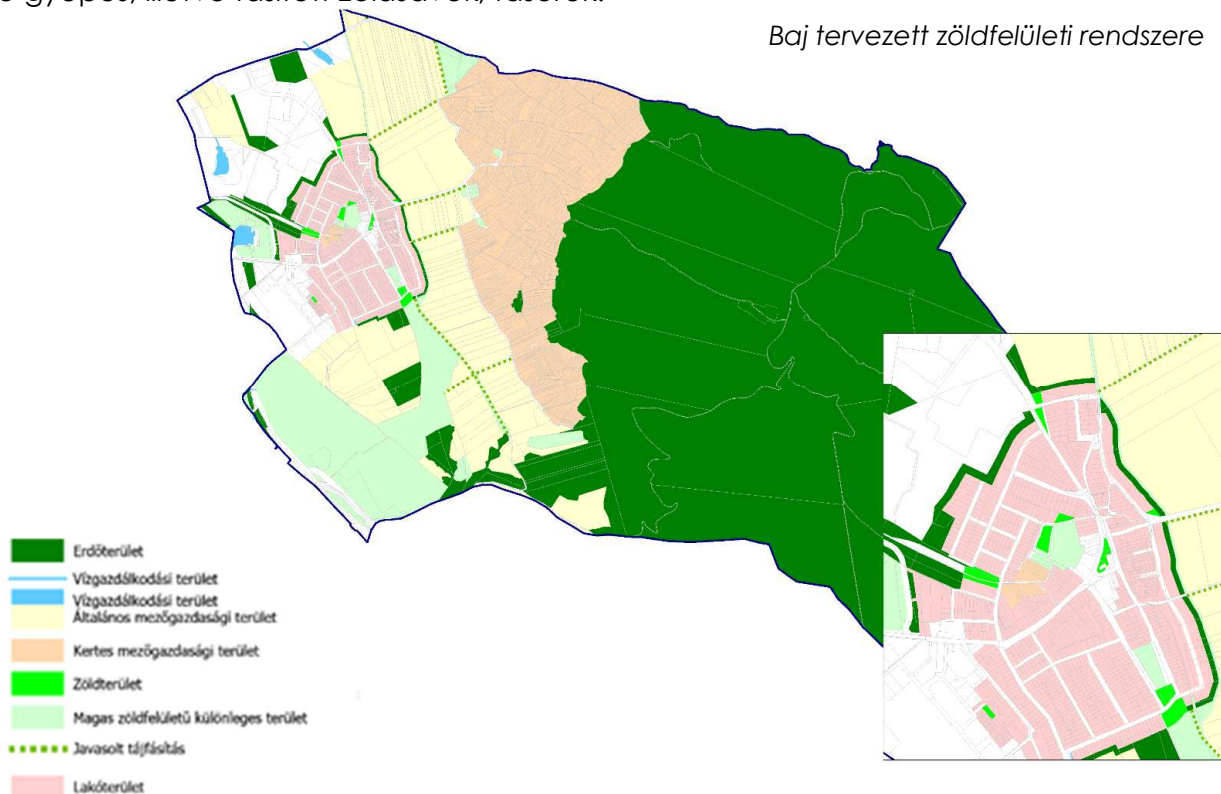 Baj tervezett zöldfelületi rendszere
Erdőterület
Vízgazdálkodási terület
Vízgazdálkodási terület
Általános mezőgazdasági terület
Kertes mezőgazdasági terület
Zöldterület
Magas zöldfelületű különleges terület
Javasolt tájfásítás
Lakóterület